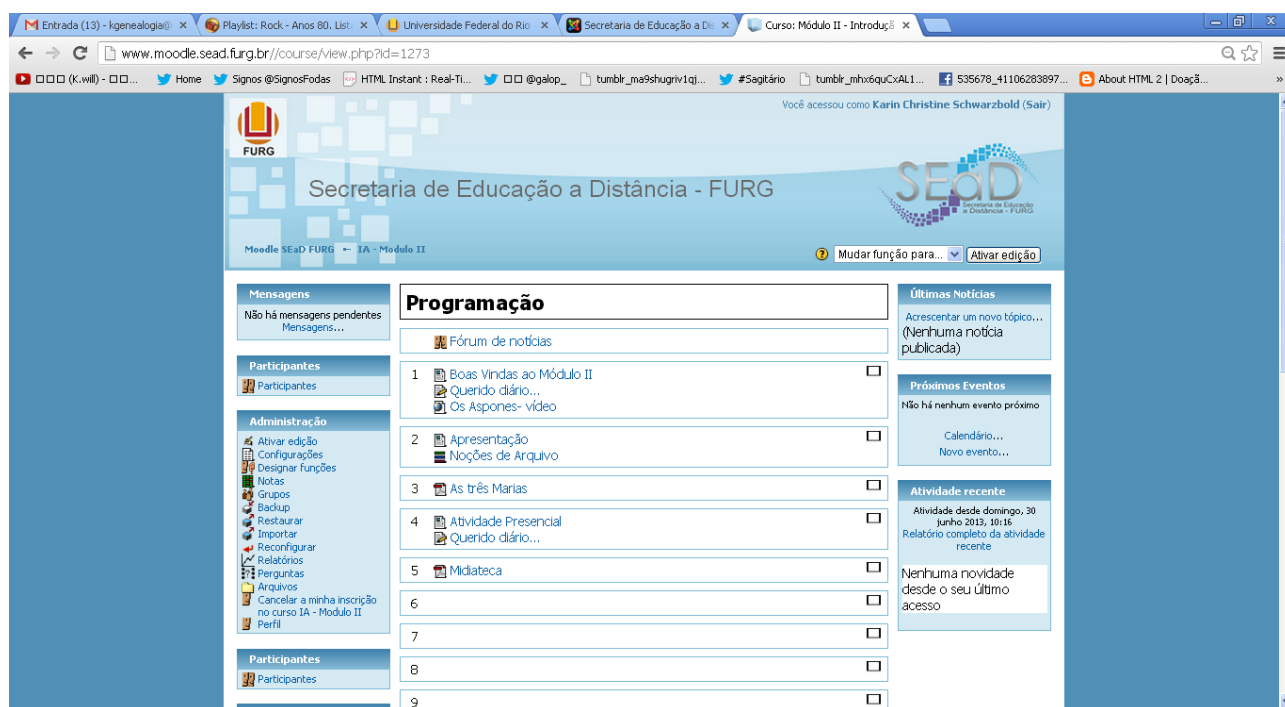 Entrada (13) - kgenealogia@
Playlist: Rock - Anos 80. List
Universidade Federal do Rio
Secretaria de Educação a Dis
Curso: Módulo II - Introduçã
www.moodle.sead.furg.br//course/view.php?id=1273
□□□ (K.will) - □□...
Home
Signos @SignosFodas
HTML Instant : Real-Ti...
□□ @galop_
tumblr_ma9shugriv1qj...
#Sagitário
tumblr_mhx6quCxAL1...
535678_41106283897...
About HTML 2 | Doaçã...
»
Você acessou como Karin Christine Schwarzbold (Sair)
FURG
Secretaria de Educação a Distância - FURG
SEaD
Secretaria de Educação
a Distância - FURG
Moodle SEaD FURG ← IA - Modulo II
Mudar função para...
Ativar edição
Mensagens
Não há mensagens pendentes
Mensagens...
Participantes
Participantes
Administração
Ativar edição
Configurações
Designar funções
Notas
Grupos
Backup
Restaurar
Importar
Reconfigurar
Relatórios
Perguntas
Arquivos
Cancelar a minha inscrição
no curso IA - Modulo II
Perfil
Participantes
Participantes
Programação
Fórum de notícias
1 Boas Vindas ao Módulo II
Querido diário...
Os Aspones- vídeo
2 Apresentação
Noções de Arquivo
3 As três Marias
4 Atividade Presencial
Querido diário...
5 Midiateca
6
7
8
9
Últimas Notícias
Acrescentar um novo tópico...
(Nenhuma notícia
publicada)
Próximos Eventos
Não há nenhum evento próximo
Calendário...
Novo evento...
Atividade recente
Atividade desde domingo, 30
junho 2013, 10:16
Relatório completo da atividade
recente
Nenhuma novidade
desde o seu último
acesso